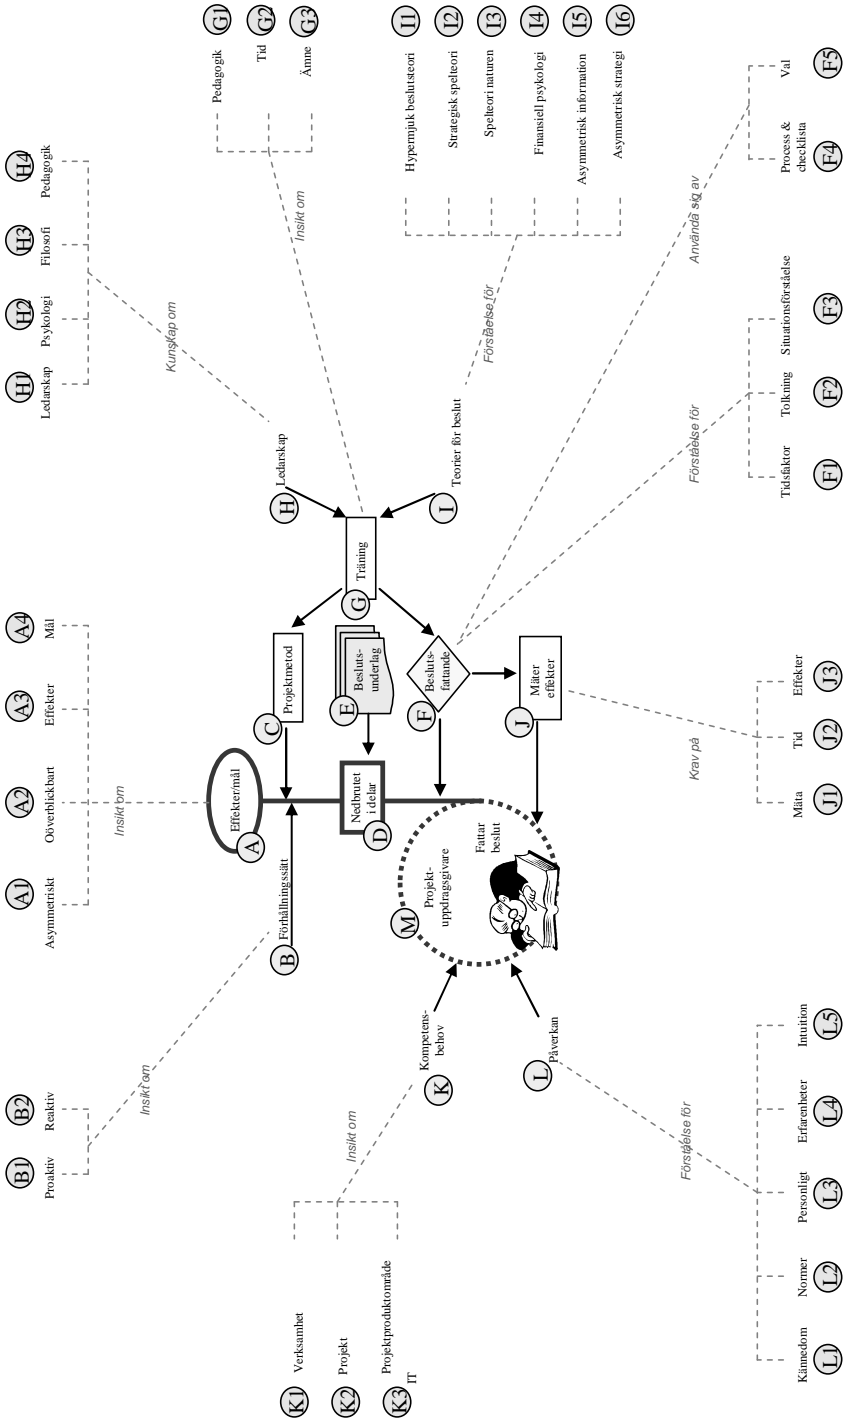 B1
Proaktiv
B2
Reaktiv
Insikt om
A1
Asymmetriskt
A2
Oöverblickbart
A3
Effekter
A4
Mål
Insikt om
H1
Ledarskap
H2
Psykologi
H3
Filosofi
H4
Pedagogik
Kunskap om
G1
Pedagogik
G2
Tid
G3
Ämne
Insikt om
A
Effekter/mål
B
Förhållningssätt
C
Projektmetod
H
Ledarskap
K1
Verksamhet
K2
Projekt
K3
Projektproduktområde
IT
Insikt om
K
Kompetens-
behov
D
Nedbrutet
i delar
E
Besluts-
underlag
G
Träning
I
Teorier för beslut
Förståelse för
I1
Hypermjuk beslutsteori
I2
Strategisk spelteori
I3
Spelteori naturen
I4
Finansiell psykologi
I5
Asymmetrisk information
I6
Asymmetrisk strategi
M
Projekt-
uppdragsgivare
Fattar
beslut
F
Besluts-
fattande
L
Påverkan
J
Mäter
effekter
Förståelse för
Krav på
Förståelse för
Använda sig av
Kännedom
L1
Normer
L2
Personligt
L3
Erfarenheter
L4
Intuition
L5
Mäta
J1
Tid
J2
Effekter
J3
Tidsfaktor
F1
Tolkning
F2
Situationsförståelse
F3
Process &
checklista
F4
Val
F5